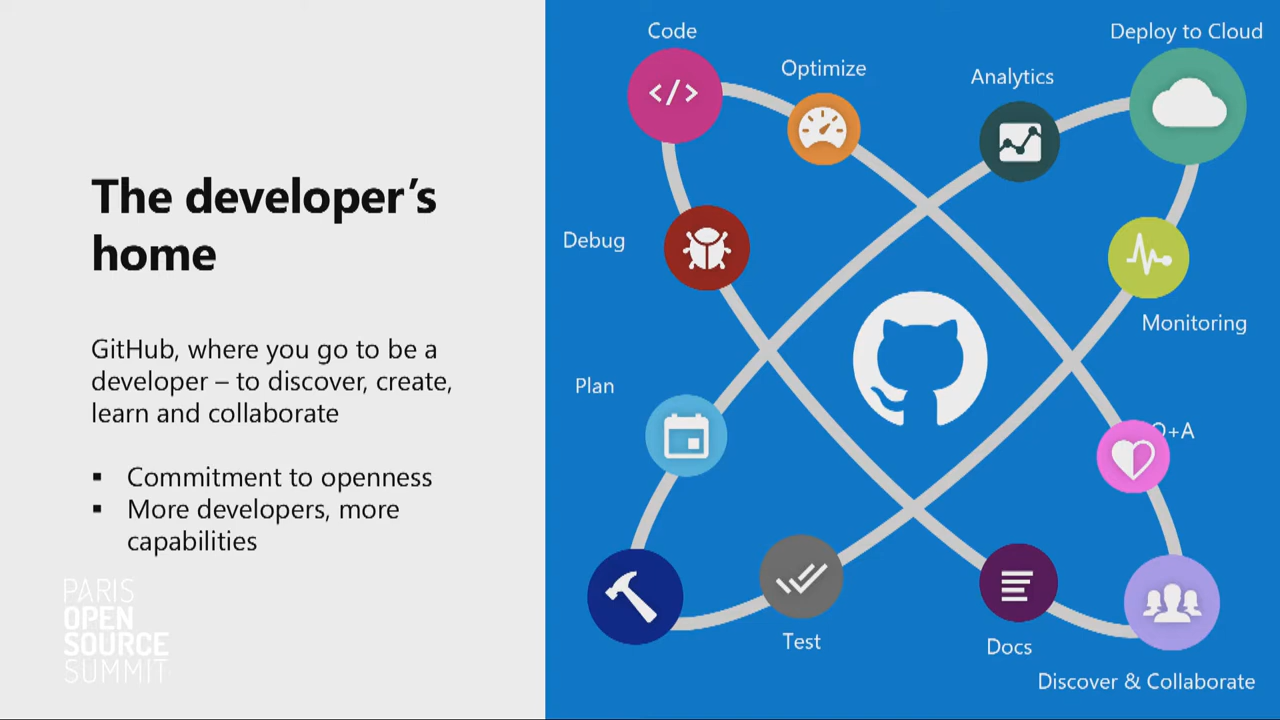 The developer's
home
GitHub, where you go to be a
developer – to discover, create,
learn and collaborate
▪ Commitment to openness
▪ More developers, more
capabilities
PARIS
OPEN
SOURCE
SUMMIT
Code
Optimize
Analytics
Deploy to Cloud
</>
Debug
Monitoring
Plan
Q+A
Test
Docs
Discover & Collaborate